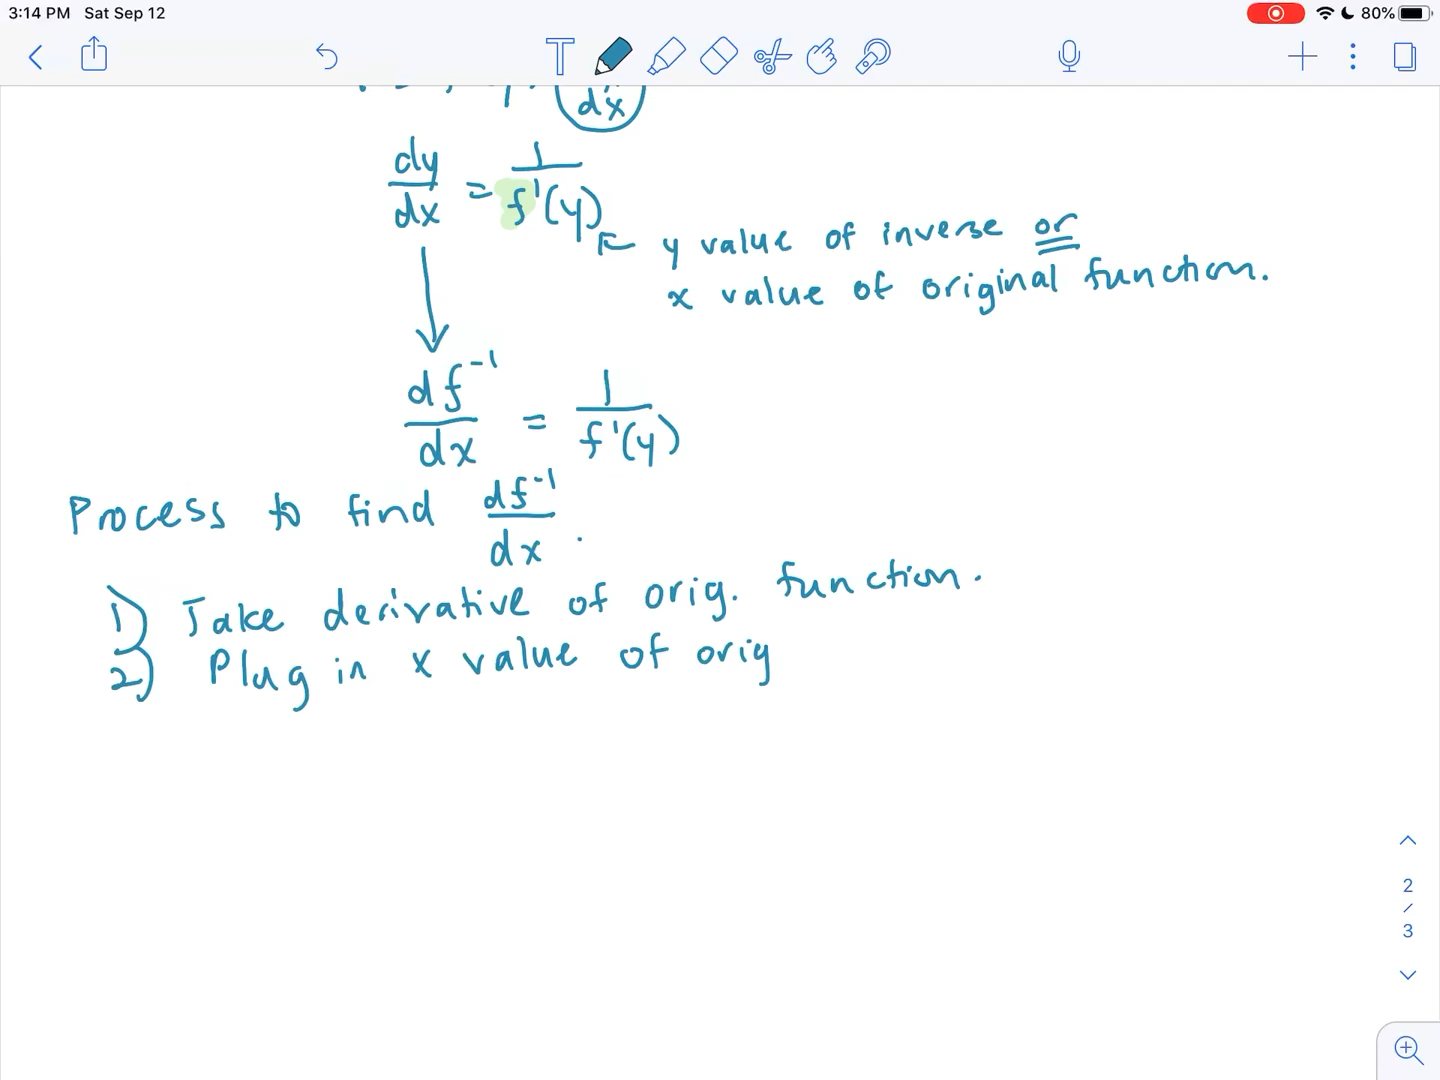 3:14 PM Sat Sep 12
80%
T
dx
dy/dx = 1/f'(y)
y value of inverse or
x value of original function.
df⁻¹/dx = 1/f'(y)
Process to find df⁻¹/dx.
1) Take derivative of orig. function.
2) Plug in x value of orig
2
/
3